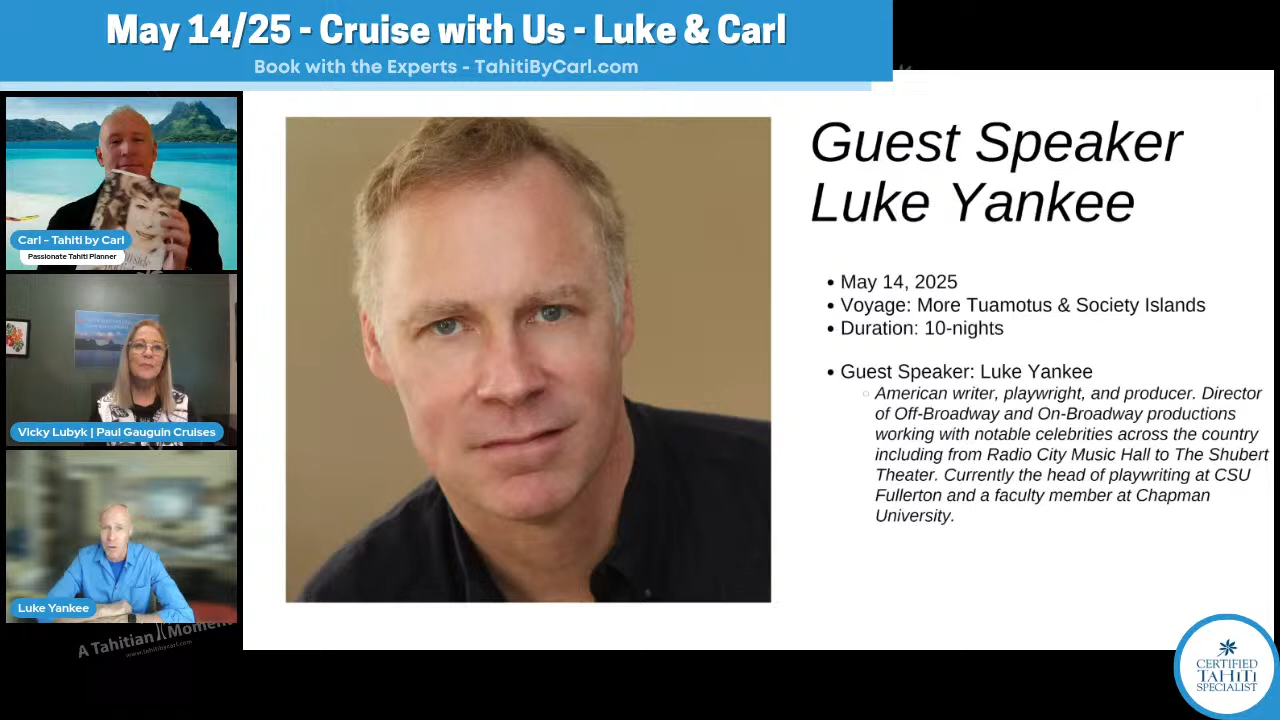 May 14/25 - Cruise with Us - Luke & Carl
Book with the Experts - TahitiByCarl.com
Carl - Tahiti by Carl
Passionate Tahiti Planner
Vicky Lubyk | Paul Gauguin Cruises
Luke Yankee
A Tahitian Moment
www.tahitibycarl.com
Guest Speaker
Luke Yankee
• May 14, 2025
• Voyage: More Tuamotus & Society Islands
• Duration: 10-nights
• Guest Speaker: Luke Yankee
○ American writer, playwright, and producer. Director
of Off-Broadway and On-Broadway productions
working with notable celebrities across the country
including from Radio City Music Hall to The Shubert
Theater. Currently the head of playwriting at CSU
Fullerton and a faculty member at Chapman
University.
CERTIFIED
TAHITI
SPECIALIST